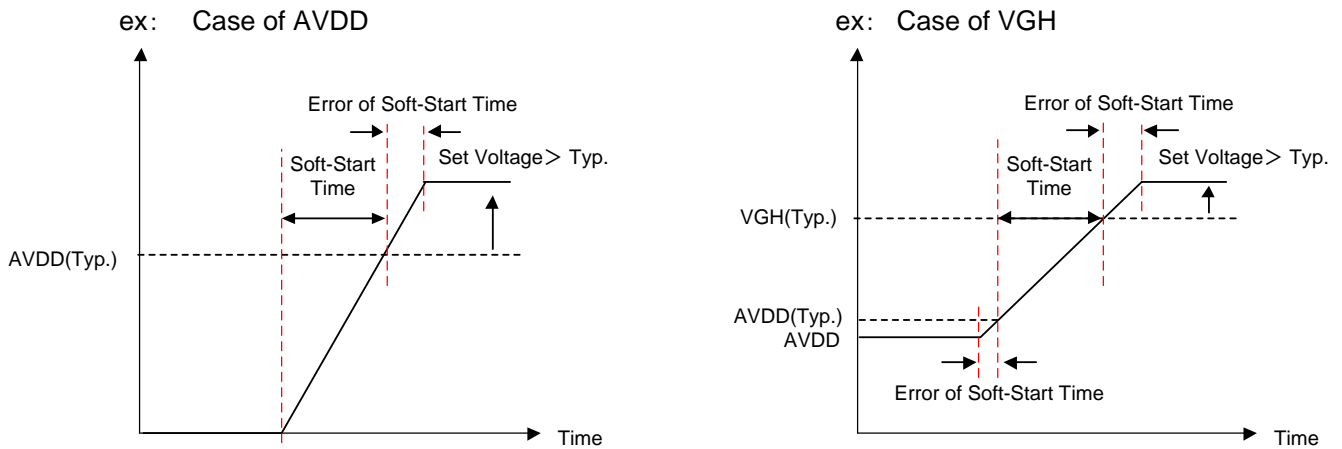 ex: Case of AVDD
Error of Soft-Start Time
Soft-Start
Time
Set Voltage＞ Typ.
AVDD(Typ.)
Time
ex: Case of VGH
Error of Soft-Start Time
Soft-Start
Time
Set Voltage＞ Typ.
VGH(Typ.)
AVDD(Typ.)
AVDD
Error of Soft-Start Time
Time